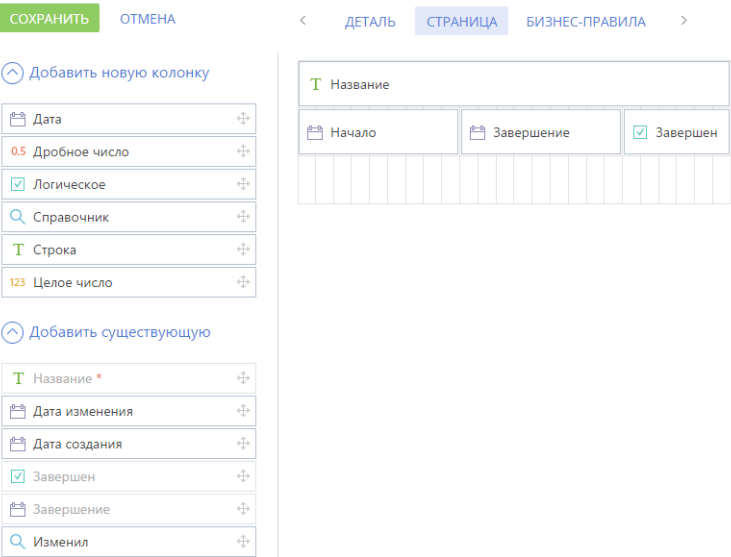 СОХРАНИТЬ ОТМЕНА ДЕТАЛЬ СТРАНИЦА БИЗНЕС-ПРАВИЛА
Добавить новую колонку
Дата
0.5 Дробное число
Логическое
Справочник
T Строка
123 Целое число
Добавить существующую
T Название *
Дата изменения
Дата создания
Завершен
Завершение
Изменил
T Название
Начало Завершение Завершен